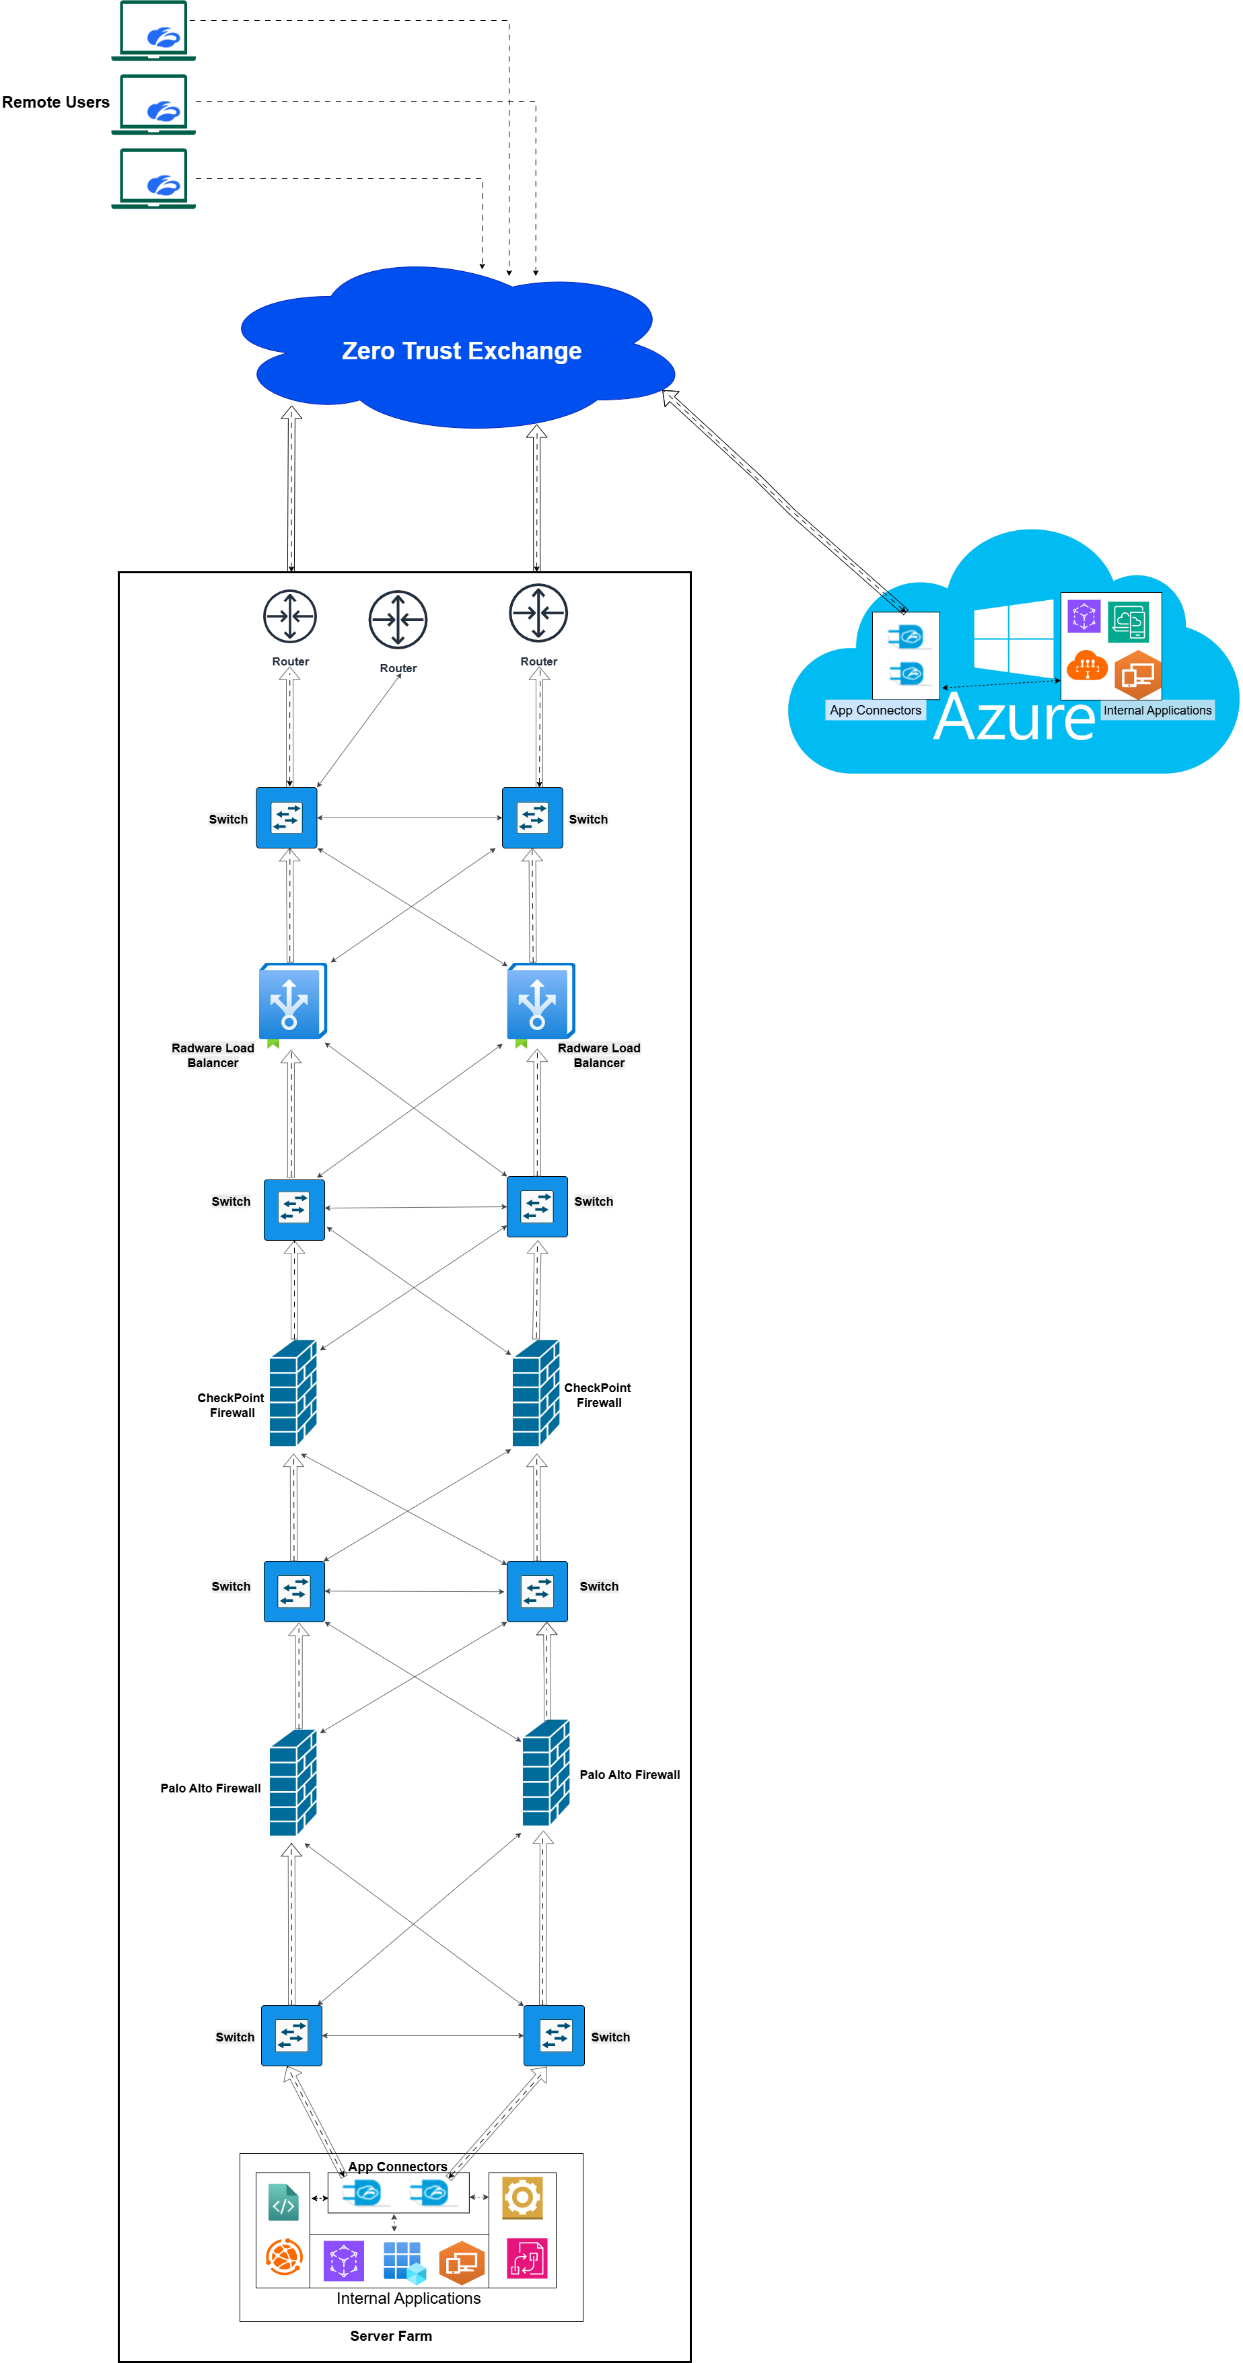 Remote Users
Zero Trust Exchange
Router
Router
Router
App Connectors
Azure
Internal Applications
Switch
Switch
Radware Load
Balancer
Radware Load
Balancer
Switch
Switch
CheckPoint
Firewall
CheckPoint
Firewall
Switch
Switch
Palo Alto Firewall
Palo Alto Firewall
Switch
Switch
App Connectors
Internal Applications
Server Farm